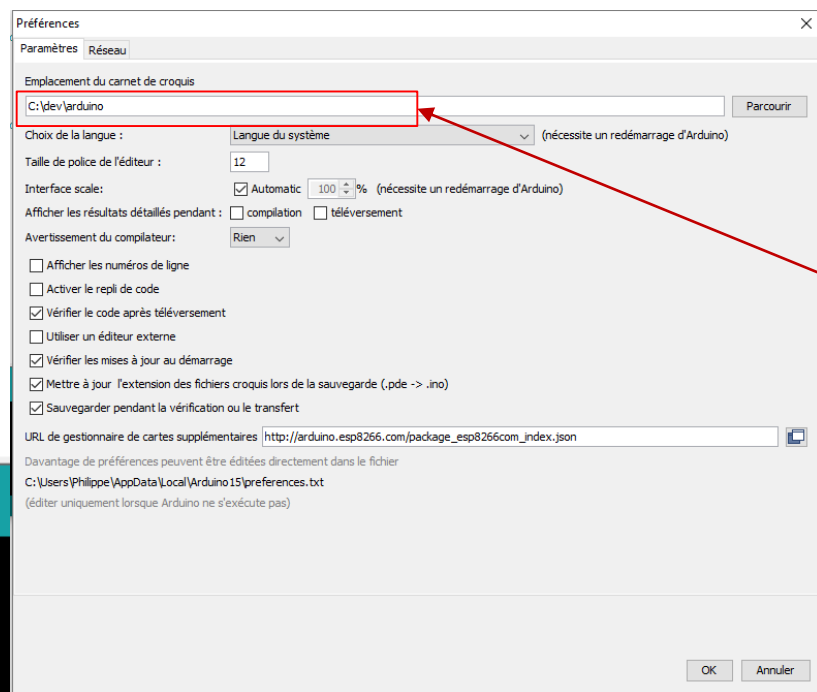 Préférences
Paramètres Réseau
Emplacement du carnet de croquis
C:\dev\arduino Parcourir
Choix de la langue : Langue du système (nécessite un redémarrage d'Arduino)
Taille de police de l'éditeur : 12
Interface scale: Automatic 100 % (nécessite un redémarrage d'Arduino)
Afficher les résultats détaillés pendant : compilation téléversement
Avertissement du compilateur: Rien
Afficher les numéros de ligne
Activer le repli de code
Vérifier le code après téléversement
Utiliser un éditeur externe
Vérifier les mises à jour au démarrage
Mettre à jour l'extension des fichiers croquis lors de la sauvegarde (.pde -> .ino)
Sauvegarder pendant la vérification ou le transfert
URL de gestionnaire de cartes supplémentaires http://arduino.esp8266.com/package_esp8266com_index.json
Davantage de préférences peuvent être éditées directement dans le fichier
C:\Users\Philippe\AppData\Local\Arduino15\preferences.txt
(éditer uniquement lorsque Arduino ne s'exécute pas)
OK Annuler